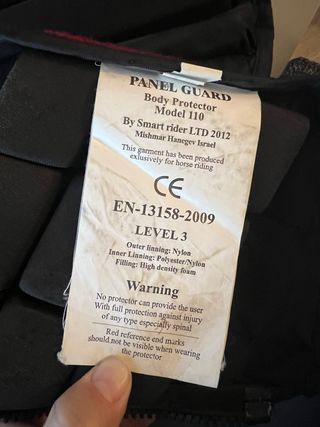 PANEL GUARD
Body Protector
Model 110
By Smart rider LTD 2012
Mishmar Hanegev Israel
This garment has been produced
exlusively for horse riding
CE
EN-13158-2009
LEVEL 3
Outer linning: Nylon
Inner Linning: Polyester/Nylon
Filling: High density foam
Warning
No protector can provide the user
With full protection against injury
of any type especially spinal
Red reference end marks
should not be visible when wearing
the protector